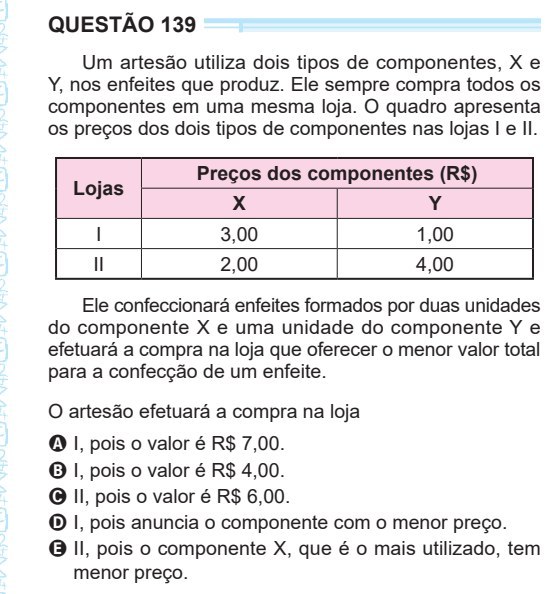 QUESTÃO 139
Um artesão utiliza dois tipos de componentes, X e
Y, nos enfeites que produz. Ele sempre compra todos os
componentes em uma mesma loja. O quadro apresenta
os preços dos dois tipos de componentes nas lojas I e II.
Lojas
Preços dos componentes (R$)
X Y
I 3,00 1,00
II 2,00 4,00
Ele confeccionará enfeites formados por duas unidades
do componente X e uma unidade do componente Y e
efetuará a compra na loja que oferecer o menor valor total
para a confecção de um enfeite.
O artesão efetuará a compra na loja
A I, pois o valor é R$ 7,00.
B I, pois o valor é R$ 4,00.
C II, pois o valor é R$ 6,00.
D I, pois anuncia o componente com o menor preço.
E II, pois o componente X, que é o mais utilizado, tem
menor preço.